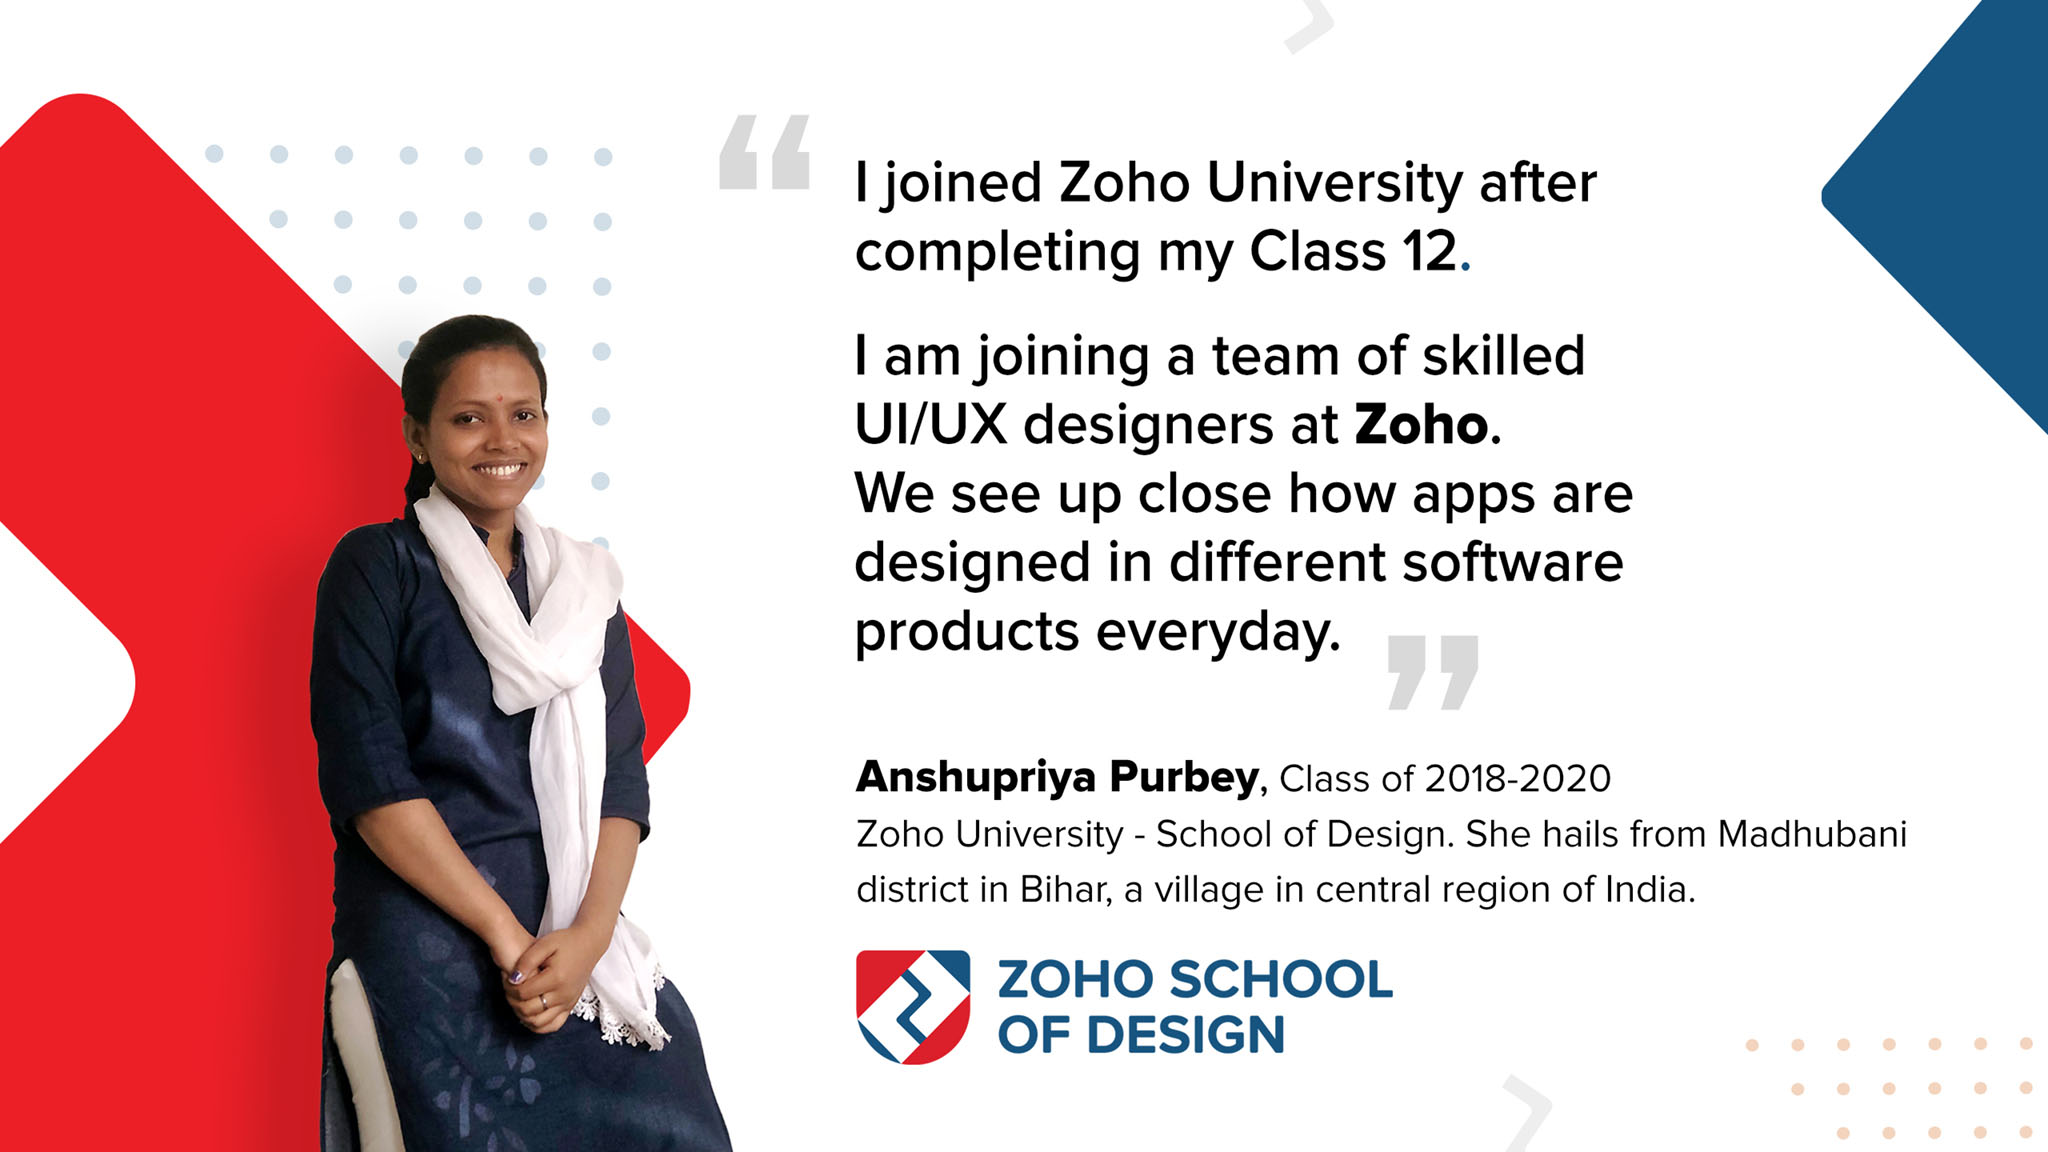 “
I joined Zoho University after
completing my Class 12.
I am joining a team of skilled
UI/UX designers at Zoho.
We see up close how apps are
designed in different software
products everyday.
”
Anshupriya Purbey, Class of 2018-2020
Zoho University - School of Design. She hails from Madhubani
district in Bihar, a village in central region of India.
ZOHO SCHOOL
OF DESIGN